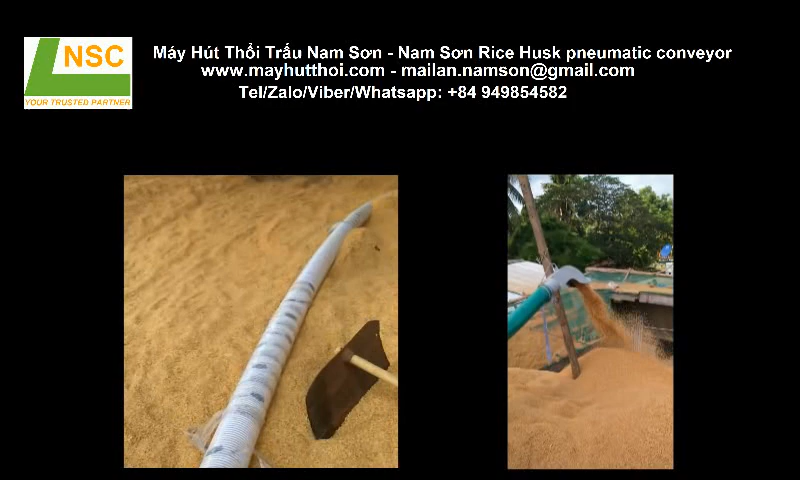 NSC
YOUR TRUSTED PARTNER
Máy Hút Thổi Trấu Nam Sơn - Nam Sơn Rice Husk pneumatic conveyor
www.mayhutthoi.com - mailan.namson@gmail.com
Tel/Zalo/Viber/Whatsapp: +84 949854582